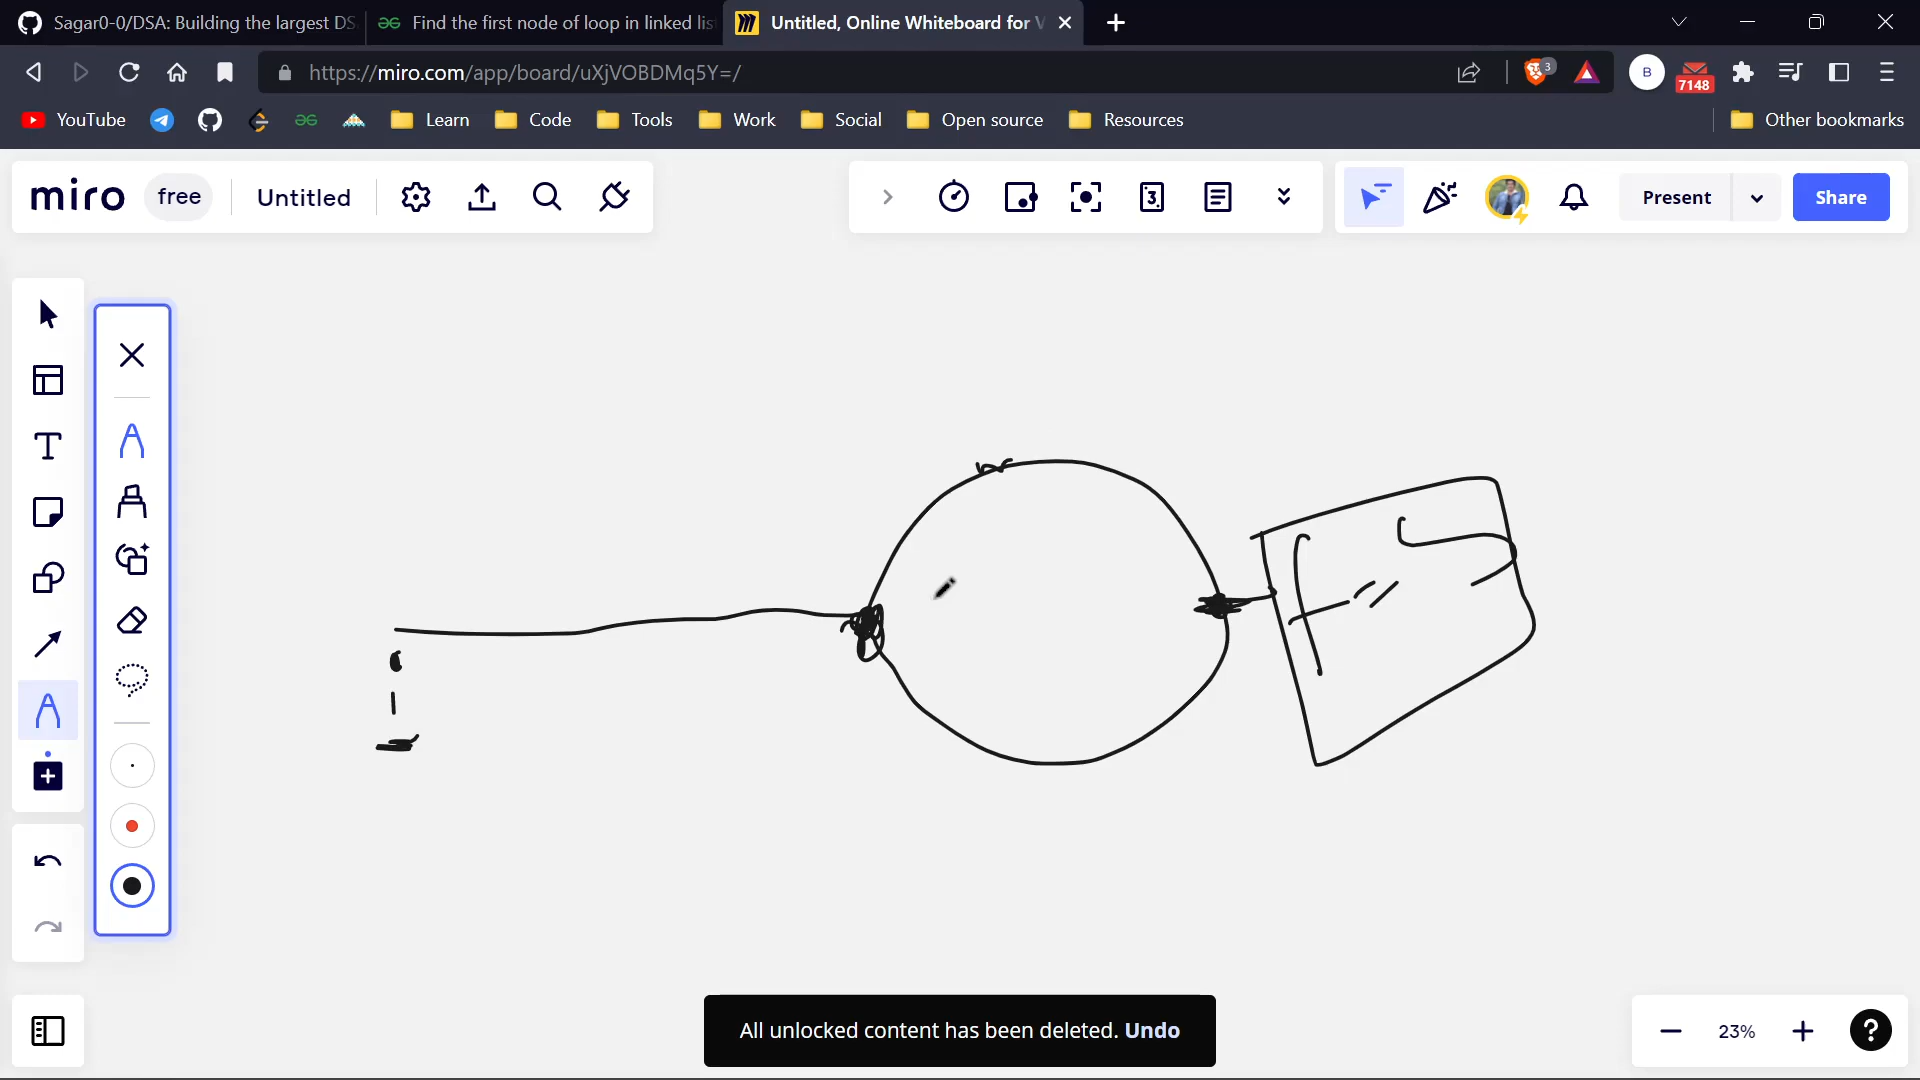 Sagar0-0/DSA: Building the largest DS
Find the first node of loop in linked lis
Untitled, Online Whiteboard for V
https://miro.com/app/board/uXjVOBDMq5Y=/
3
B
7148
YouTube
Learn
Code
Tools
Work
Social
Open source
Resources
Other bookmarks
miro
free
Untitled
3
Present
Share
f = s
All unlocked content has been deleted. Undo
23%
?